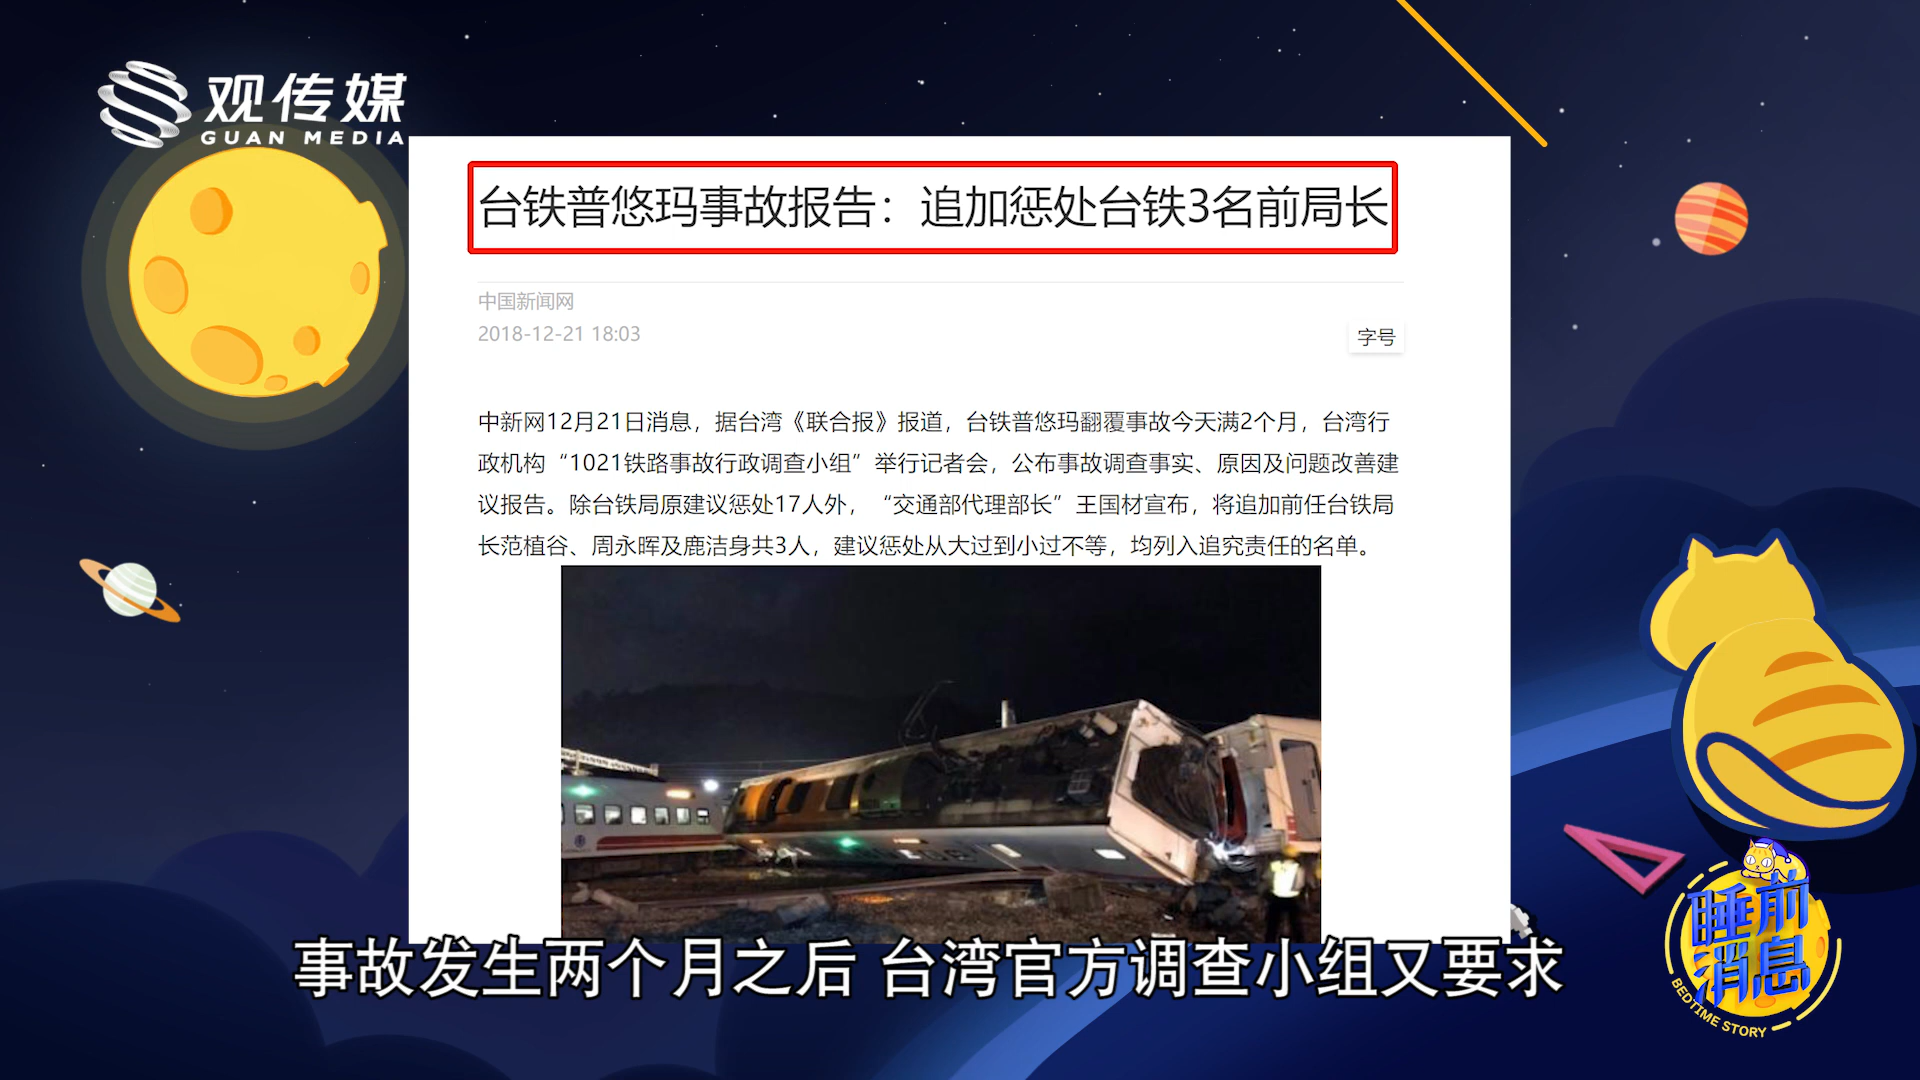 观传媒
GUAN MEDIA
台铁普悠玛事故报告：追加惩处台铁3名前局长
中国新闻网
2018-12-21 18:03
字号
中新网12月21日消息，据台湾《联合报》报道，台铁普悠玛翻覆事故今天满2个月，台湾行
政机构“1021铁路事故行政调查小组”举行记者会，公布事故调查事实、原因及问题改善建
议报告。除台铁局原建议惩处17人外，“交通部代理部长”王国材宣布，将追加前任台铁局
长范植谷、周永晖及鹿洁身共3人，建议惩处从大过到小过不等，均列入追究责任的名单。
事故发生两个月之后 台湾官方调查小组又要求
睡前
消息
BEDTIME STORY